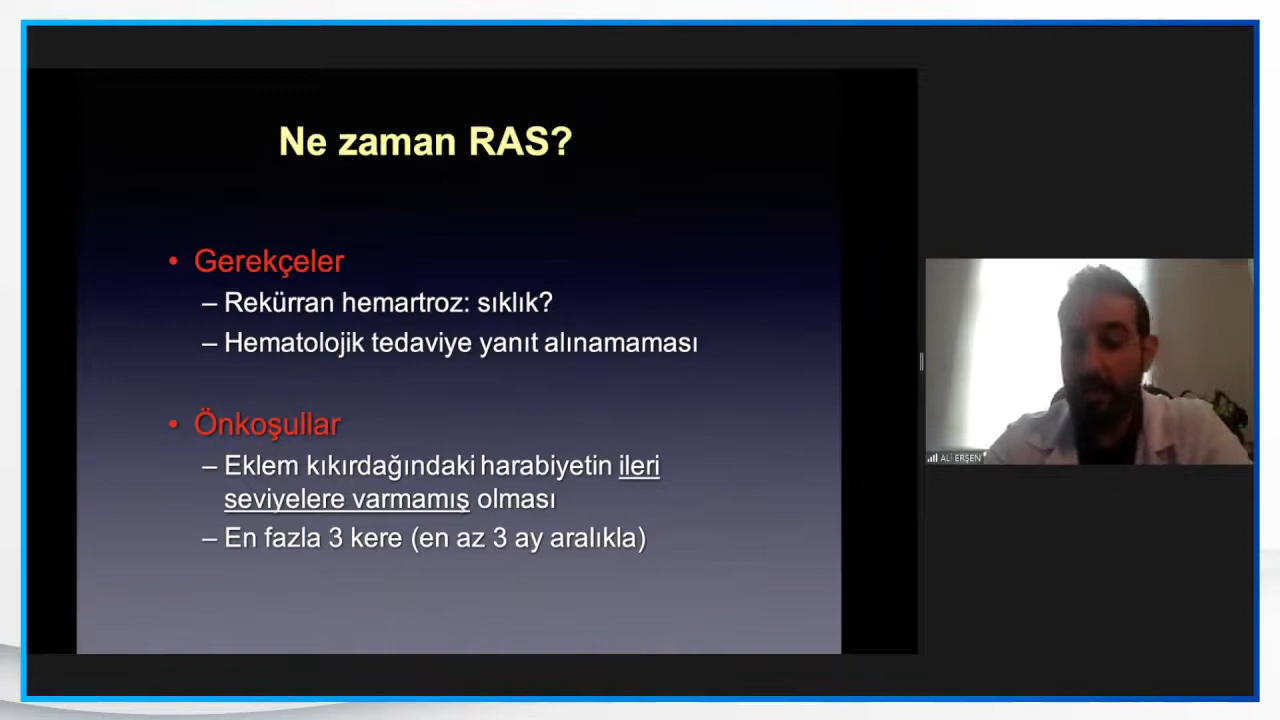 Ne zaman RAS?
• Gerekçeler
– Rekürran hemartroz: sıklık?
– Hematolojik tedaviye yanıt alınamaması
• Önkoşullar
– Eklem kıkırdağındaki harabiyetin ileri
seviyelere varmamış olması
– En fazla 3 kere (en az 3 ay aralıkla)
ALİ ERŞEN